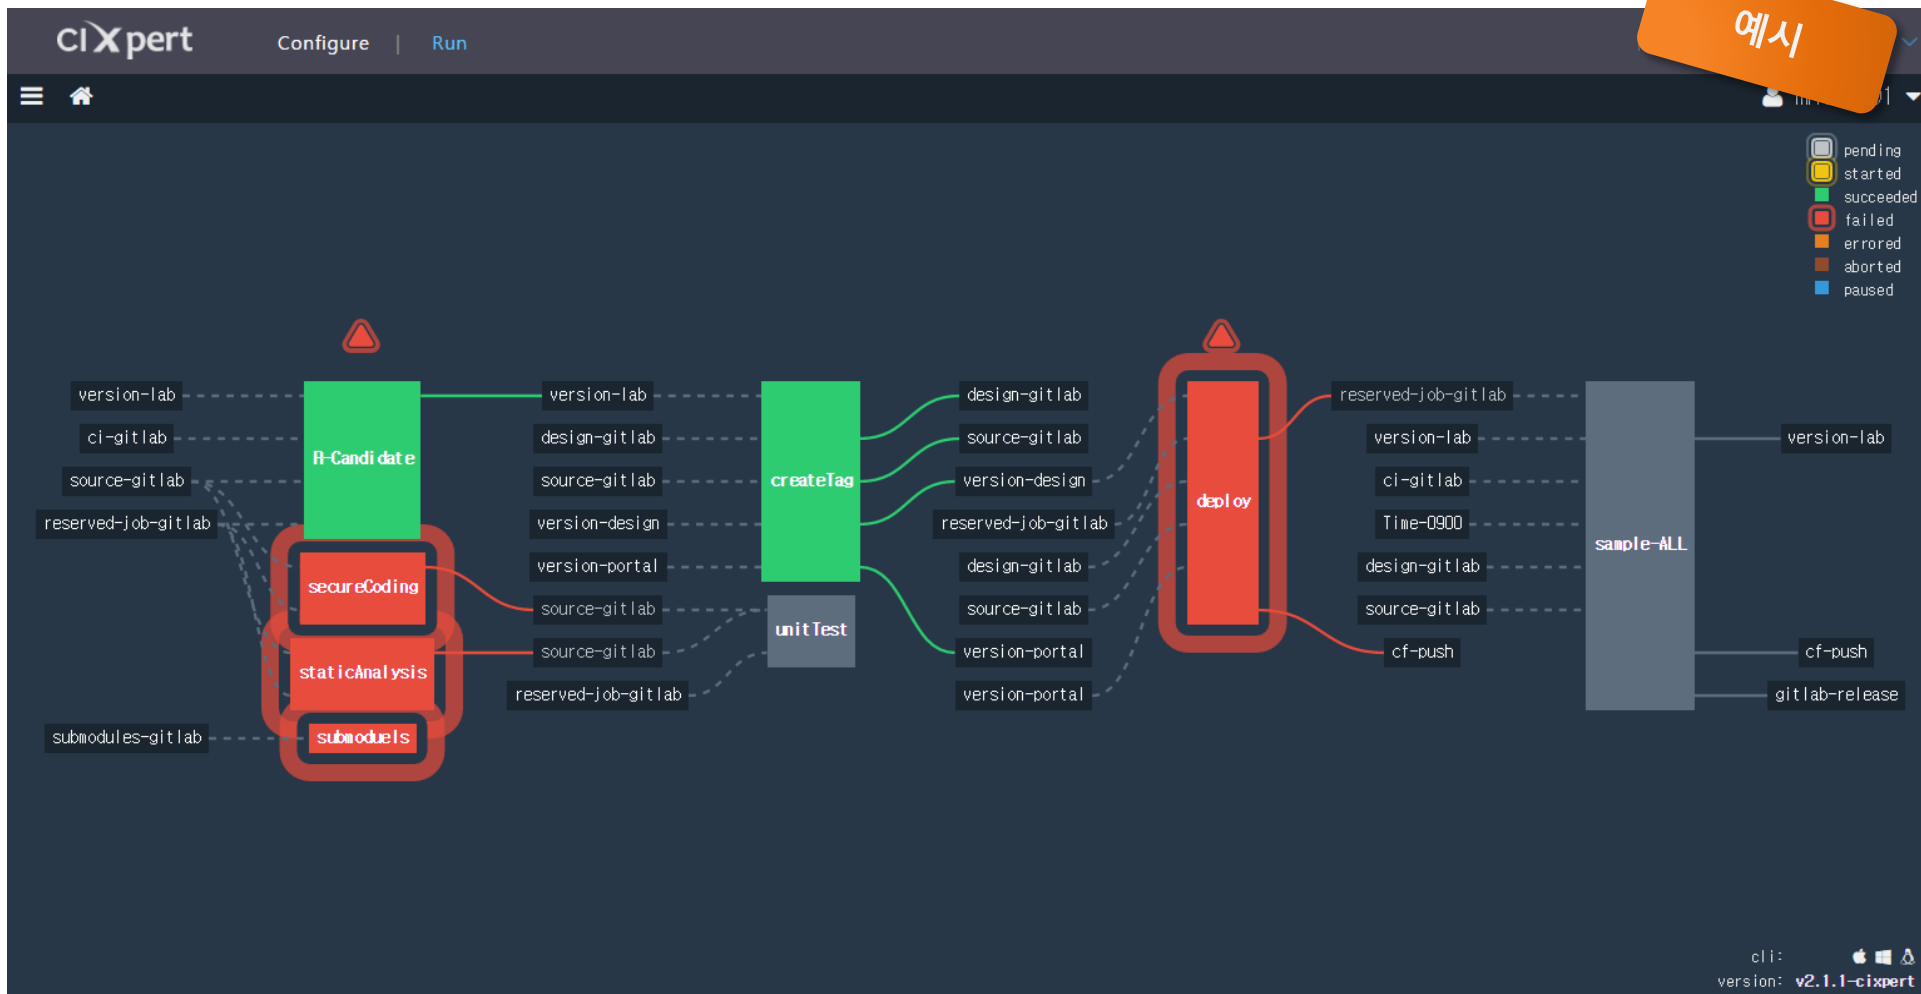 CIXpert
Configure | Run
예시
pending
started
succeeded
failed
errored
aborted
paused
version-lab
ci-gitlab
source-gitlab
reserved-job-gitlab
submodules-gitlab
R-Candidate
secureCoding
staticAnalysis
submoduels
version-lab
design-gitlab
source-gitlab
version-design
version-portal
source-gitlab
source-gitlab
reserved-job-gitlab
createTag
unitTest
design-gitlab
source-gitlab
version-design
reserved-job-gitlab
design-gitlab
source-gitlab
version-portal
version-portal
deploy
reserved-job-gitlab
version-lab
ci-gitlab
Time-0900
design-gitlab
source-gitlab
cf-push
sample-ALL
version-lab
cf-push
gitlab-release
cli:
version: v2.1.1-cixpert